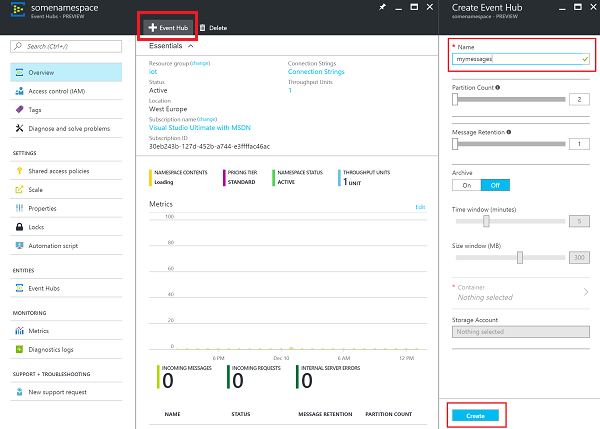 somenamespace
Event Hubs - PREVIEW
Search (Ctrl+/)
Overview
Access control (IAM)
Tags
Diagnose and solve problems
SETTINGS
Shared access policies
Scale
Properties
Locks
Automation script
ENTITIES
Event Hubs
MONITORING
Metrics
Diagnostics logs
SUPPORT + TROUBLESHOOTING
New support request
Event Hub
Delete
Essentials
Resource group (change)
iot
Status
Active
Location
West Europe
Subscription name (change)
Visual Studio Ultimate with MSDN
Subscription ID
30eb243b-127d-452b-a744-e3ffffac46ac
Connection Strings
Connection Strings
Throughput Units
1
NAMESPACE CONTENTS
Loading
PRICING TIER
STANDARD
NAMESPACE STATUS
ACTIVE
THROUGHPUT UNITS
1 UNIT
Metrics
Edit
100
80
60
40
20
0
6 PM
Dec 10
6 AM
12 PM
INCOMING MESSAGES
0
INCOMING REQUESTS
0
INTERNAL SERVER ERRORS
0
NAME STATUS MESSAGE RETENTION PARTITION COUNT
Create Event Hub
somenamespace - PREVIEW
* Name
mymessages
Partition Count
2
Message Retention
1
Archive
On Off
Time window (minutes)
5
Size window (MB)
300
* Container
Nothing selected
Storage Account
Nothing selected
Create